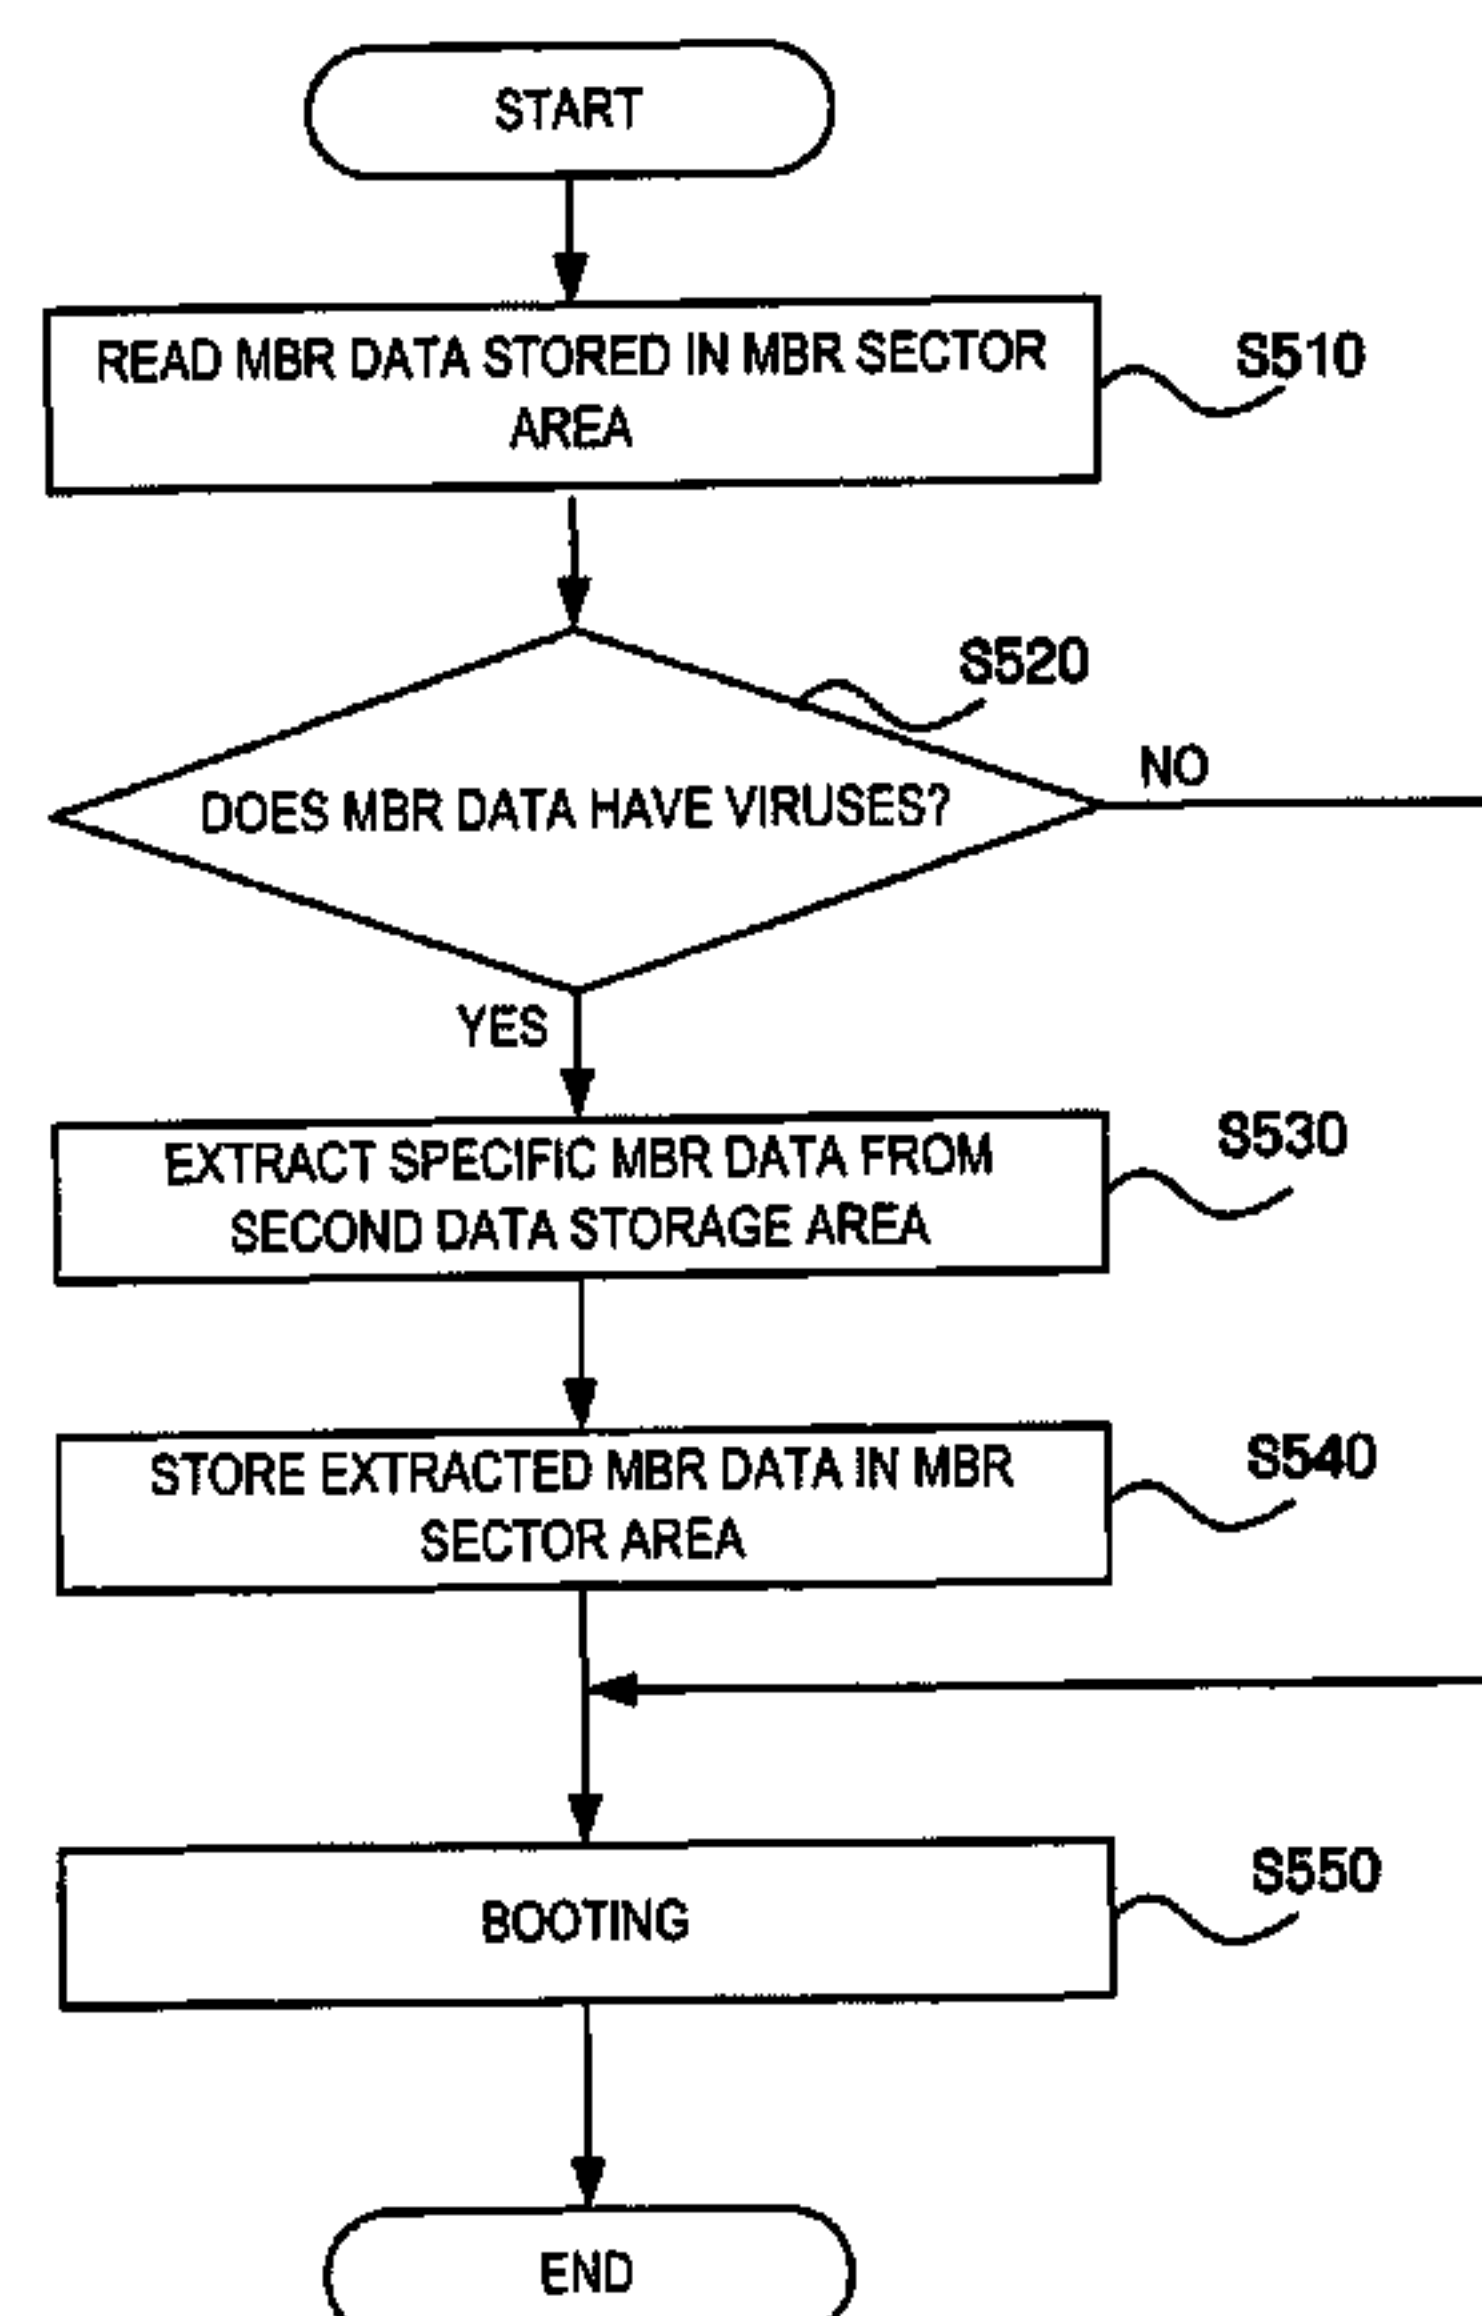 START
READ MBR DATA STORED IN MBR SECTOR
AREA
S510
S520
DOES MBR DATA HAVE VIRUSES?
NO
YES
EXTRACT SPECIFIC MBR DATA FROM
SECOND DATA STORAGE AREA
S530
STORE EXTRACTED MBR DATA IN MBR
SECTOR AREA
S540
BOOTING
S550
END